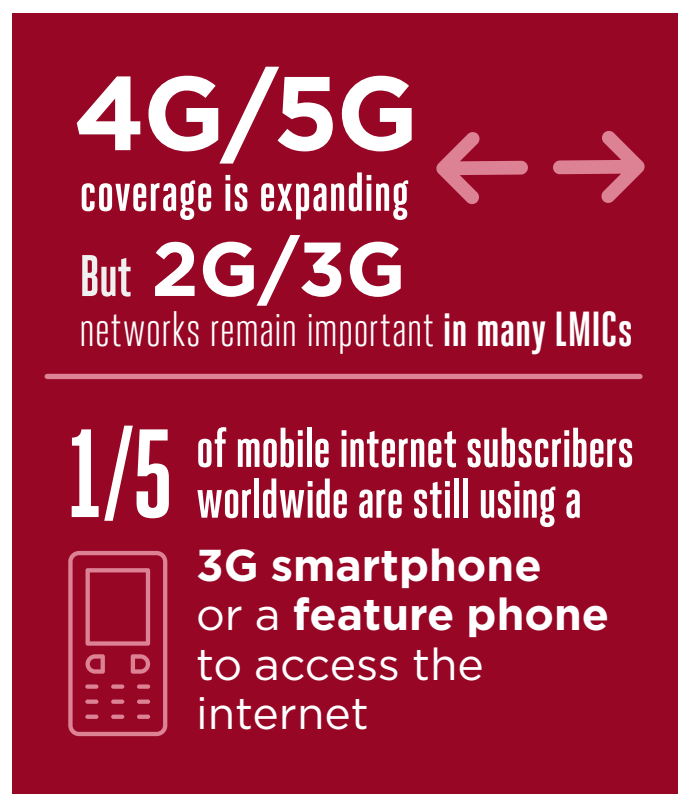 4G/5G
coverage is expanding
But 2G/3G
networks remain important in many LMICs
1/5 of mobile internet subscribers
worldwide are still using a
3G smartphone
or a feature phone
to access the
internet